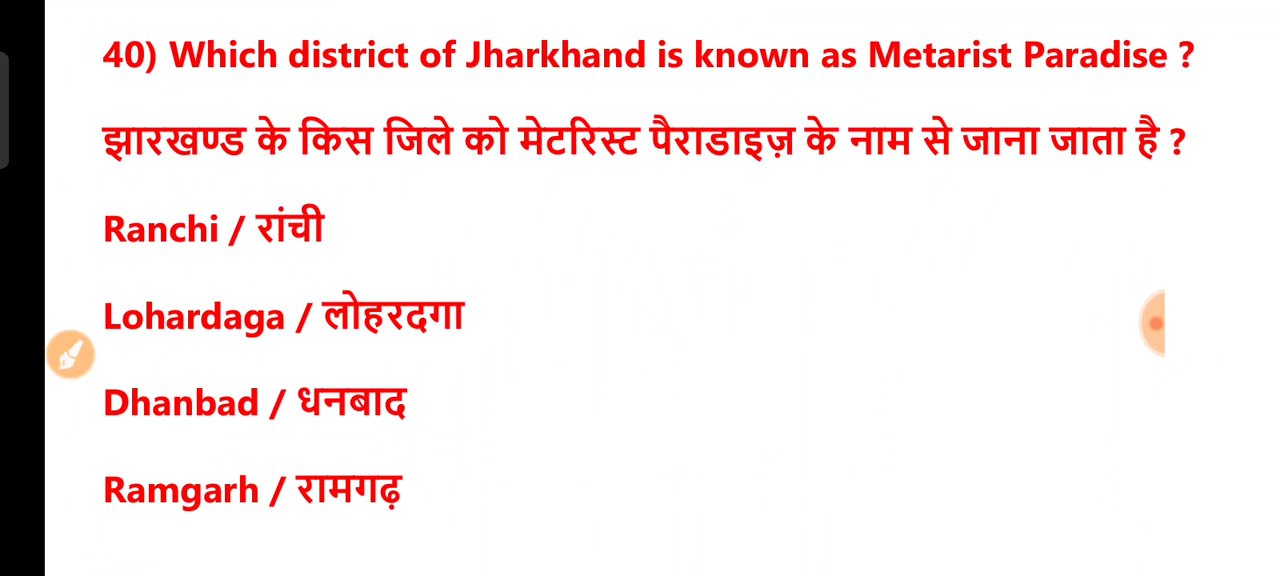 40) Which district of Jharkhand is known as Metarist Paradise ?
झारखण्ड के किस जिले को मेटरिस्ट पैराडाइज़ के नाम से जाना जाता है ?
Ranchi / रांची
Lohardaga / लोहरदगा
Dhanbad / धनबाद
Ramgarh / रामगढ़